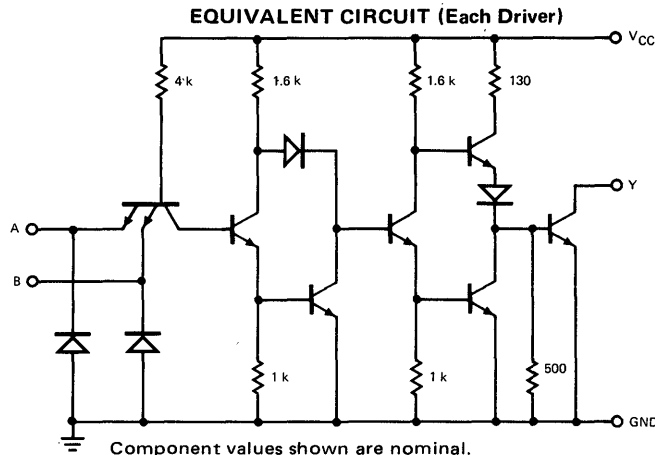 EQUIVALENT CIRCUIT (Each Driver)
VCC
4 k
1.6 k
1.6 k
130
Y
A
B
1 k
1 k
500
GND
Component values shown are nominal.